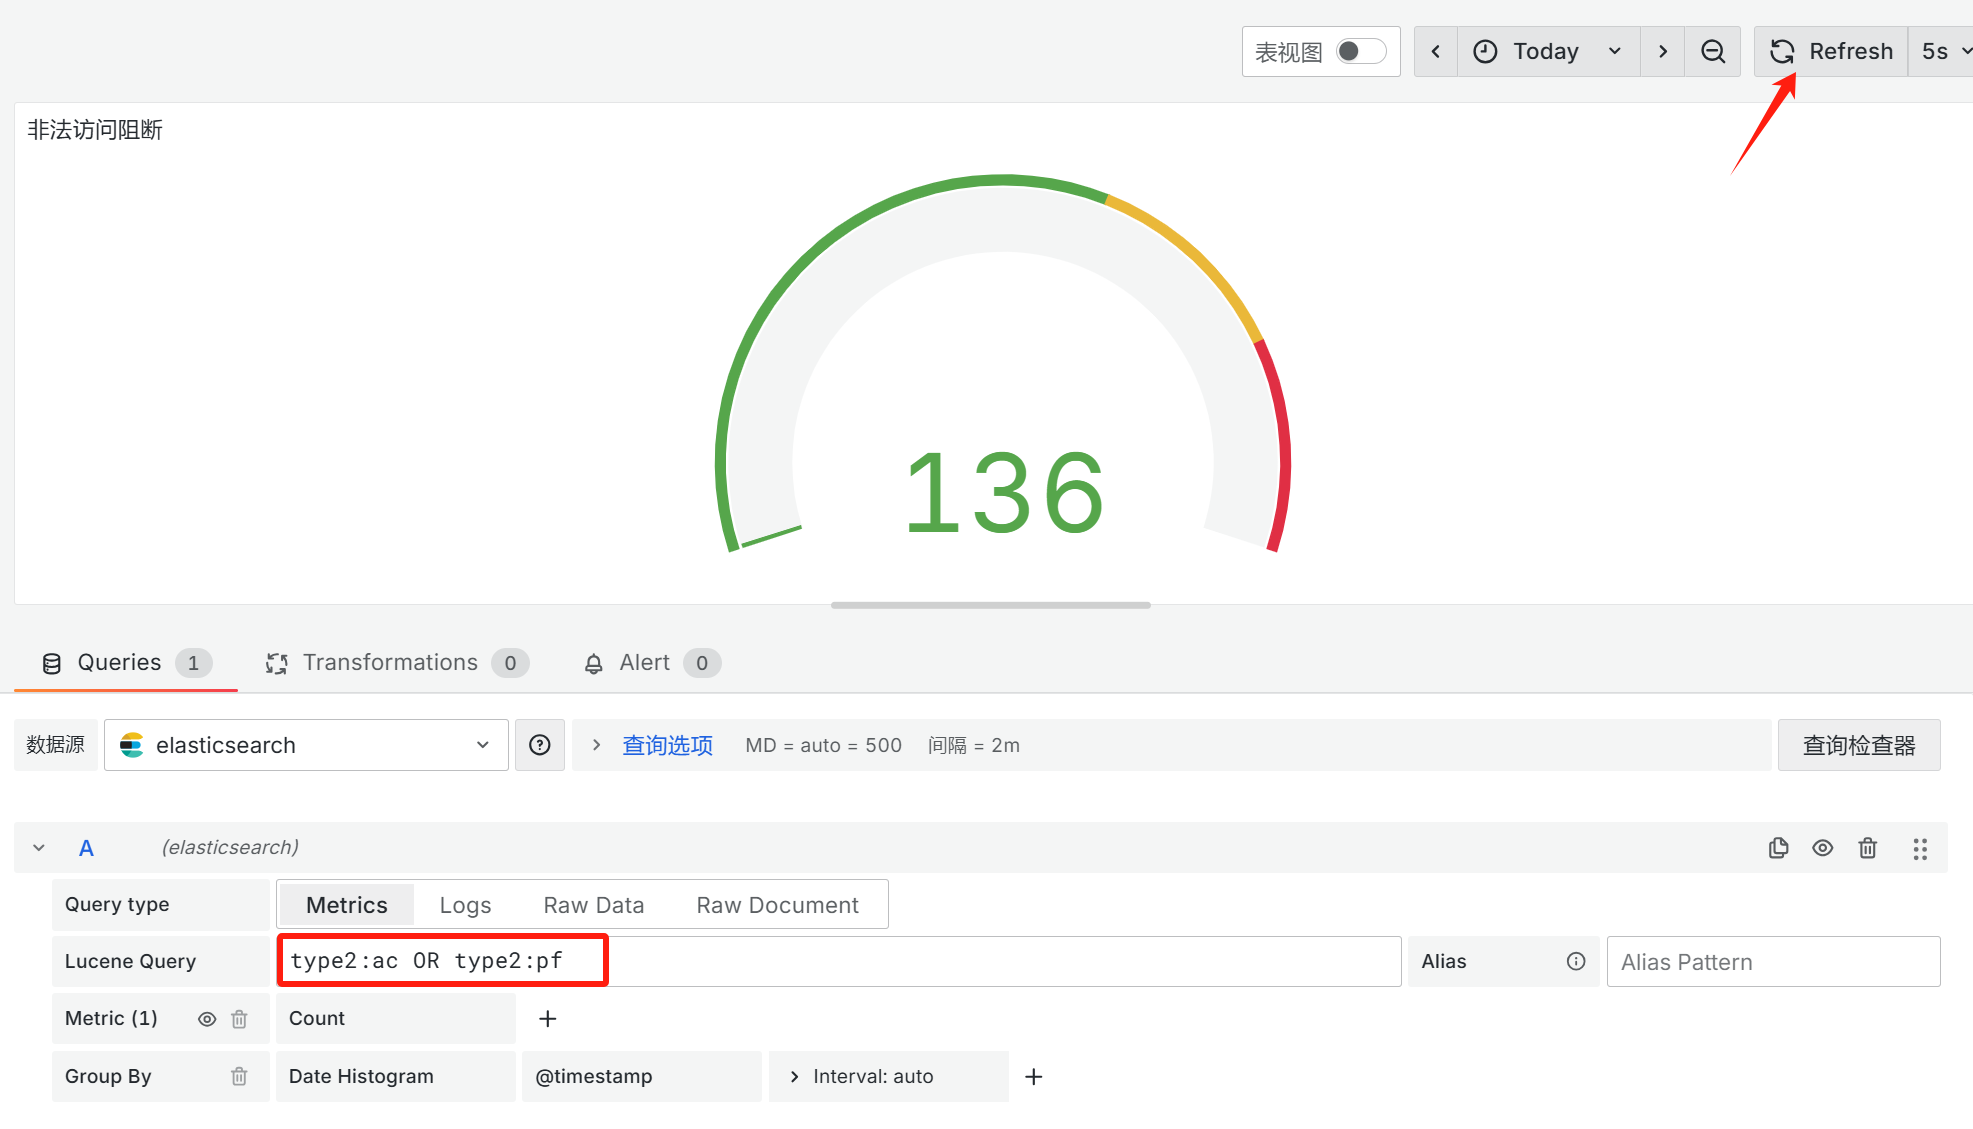 表视图 Today Refresh 5s
非法访问阻断
136
Queries 1 Transformations 0 Alert 0
数据源 elasticsearch 查询选项 MD = auto = 500 间隔 = 2m 查询检查器
A (elasticsearch)
Query type Metrics Logs Raw Data Raw Document
Lucene Query type2:ac OR type2:pf Alias Alias Pattern
Metric (1) Count
Group By Date Histogram @timestamp Interval: auto